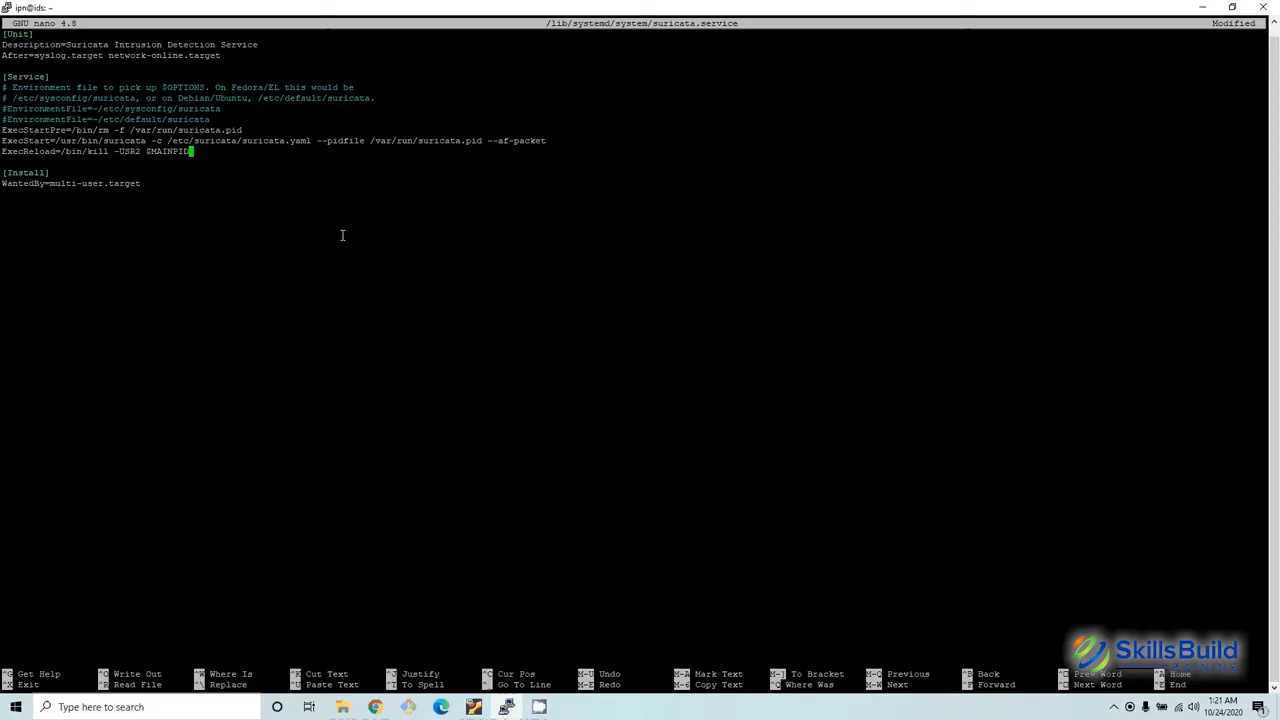 ipn@ids: ~
GNU nano 4.8 /lib/systemd/system/suricata.service Modified
[Unit]
Description=Suricata Intrusion Detection Service
After=syslog.target network-online.target
[Service]
# Environment file to pick up $OPTIONS. On Fedora/EL this would be
# /etc/sysconfig/suricata, or on Debian/Ubuntu, /etc/default/suricata.
#EnvironmentFile=-/etc/sysconfig/suricata
#EnvironmentFile=-/etc/default/suricata
ExecStartPre=/bin/rm -f /var/run/suricata.pid
ExecStart=/usr/bin/suricata -c /etc/suricata/suricata.yaml --pidfile /var/run/suricata.pid --af-packet
ExecReload=/bin/kill -USR2 $MAINPID
[Install]
WantedBy=multi-user.target
SkillsBuild
TRAINING
^G Get Help ^O Write Out ^W Where Is ^K Cut Text ^J Justify ^C Cur Pos M-U Undo M-A Mark Text M-] To Bracket M-Q Previous ^B Back Prev Word ^A Home
^X Exit ^R Read File ^\ Replace ^U Paste Text ^T To Spell ^_ Go To Line M-E Redo M-6 Copy Text ^Q Where Was M-W Next ^F Forward Next Word ^E End
Type here to search
1:21 AM
10/24/2020